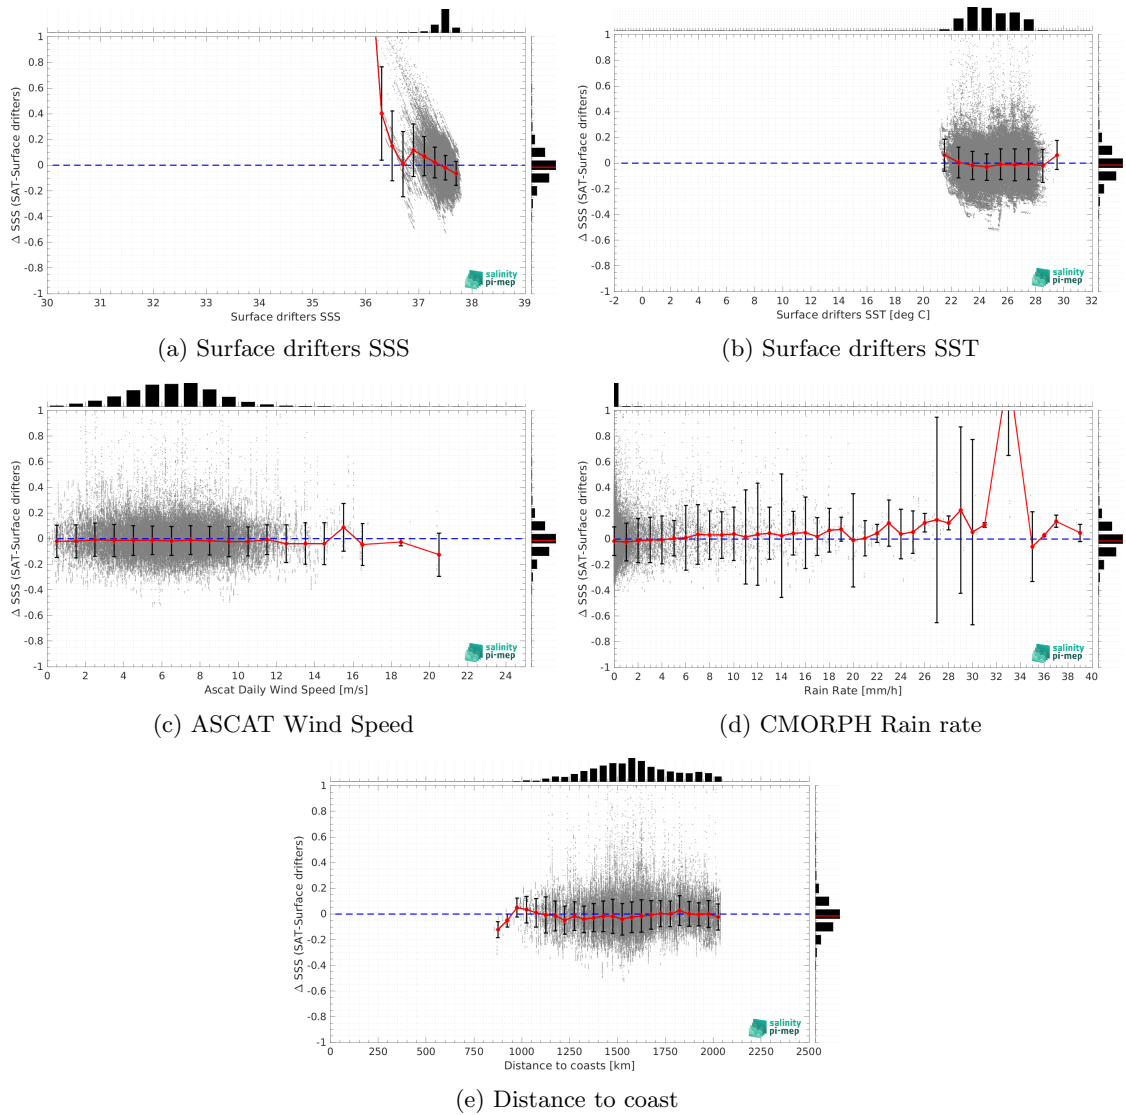 1
0.8
0.6
0.4
0.2
0
-0.2
-0.4
-0.6
-0.8
-1
Δ SSS (SAT-Surface drifters)
30 31 32 33 34 35 36 37 38 39
Surface drifters SSS
salinity
pi-mep
(a) Surface drifters SSS
1
0.8
0.6
0.4
0.2
0
-0.2
-0.4
-0.6
-0.8
-1
Δ SSS (SAT-Surface drifters)
-2 0 2 4 6 8 10 12 14 16 18 20 22 24 26 28 30 32
Surface drifters SST [deg C]
salinity
pi-mep
(b) Surface drifters SST
1
0.8
0.6
0.4
0.2
0
-0.2
-0.4
-0.6
-0.8
-1
Δ SSS (SAT-Surface drifters)
0 2 4 6 8 10 12 14 16 18 20 22 24
Ascat Daily Wind Speed [m/s]
salinity
pi-mep
(c) ASCAT Wind Speed
1
0.8
0.6
0.4
0.2
0
-0.2
-0.4
-0.6
-0.8
-1
Δ SSS (SAT-Surface drifters)
0 2 4 6 8 10 12 14 16 18 20 22 24 26 28 30 32 34 36 38 40
Rain Rate [mm/h]
salinity
pi-mep
(d) CMORPH Rain rate
1
0.8
0.6
0.4
0.2
0
-0.2
-0.4
-0.6
-0.8
-1
Δ SSS (SAT-Surface drifters)
0 250 500 750 1000 1250 1500 1750 2000 2250 2500
Distance to coasts [km]
salinity
pi-mep
(e) Distance to coast